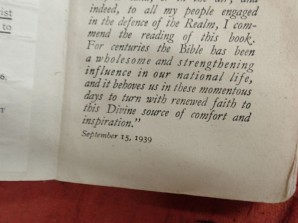 indeed, to all my people engaged
in the defence of the Realm, I com-
mend the reading of this book.
For centuries the Bible has been
a wholesome and strengthening
influence in our national life,
and it behoves us in these momentous
days to turn with renewed faith to
this Divine source of comfort and
inspiration."
September 15, 1939
ist